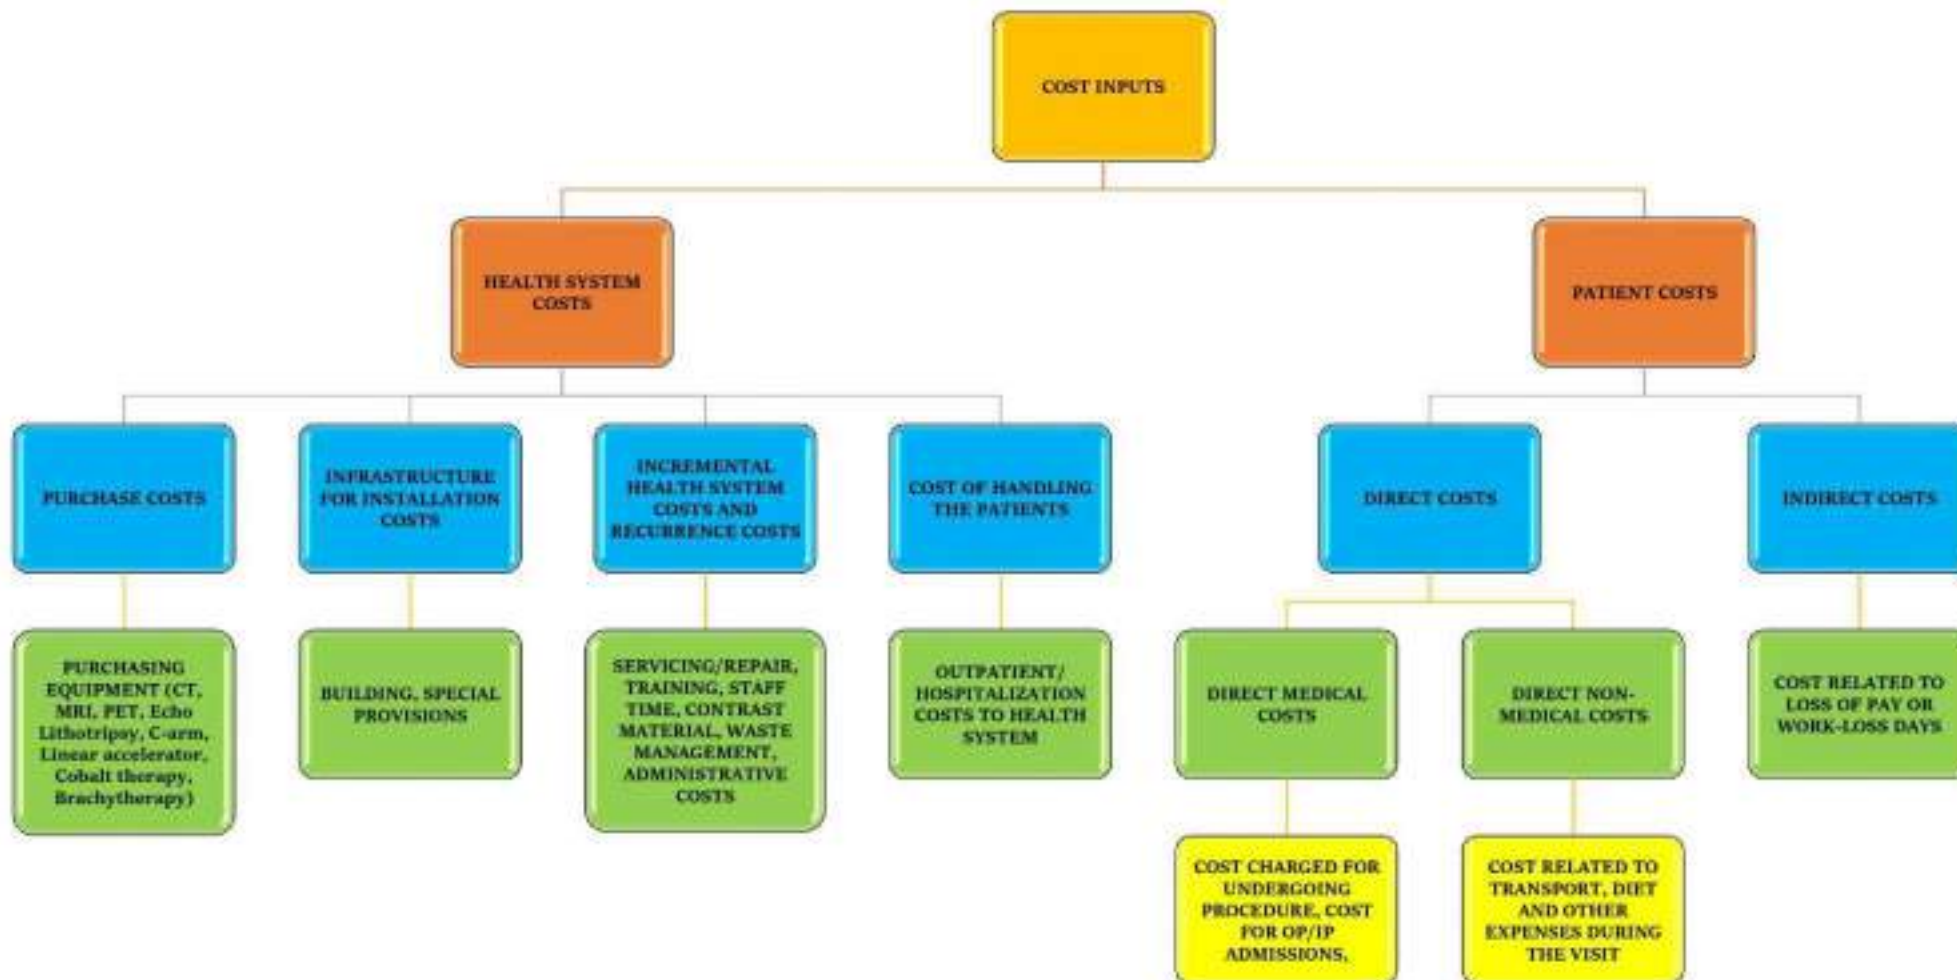 COST INPUTS
HEALTH SYSTEM
COSTS
PATIENT COSTS
PURCHASE COSTS
INFRASTRUCTURE
FOR INSTALLATION
COSTS
INCREMENTAL
HEALTH SYSTEM
COSTS AND
RECURRENCE COSTS
COST OF HANDLING
THE PATIENTS
DIRECT COSTS
INDIRECT COSTS
PURCHASING
EQUIPMENT (CT,
MRI, PET, Echo
Lithotripsy, C-arm,
Linear accelerator,
Cobalt therapy,
Brachytherapy)
BUILDING, SPECIAL
PROVISIONS
SERVICING/REPAIR,
TRAINING, STAFF
TIME, CONTRAST
MATERIAL, WASTE
MANAGEMENT,
ADMINISTRATIVE
COSTS
OUTPATIENT/
HOSPITALIZATION
COSTS TO HEALTH
SYSTEM
DIRECT MEDICAL
COSTS
DIRECT NON-
MEDICAL COSTS
COST RELATED TO
LOSS OF PAY OR
WORK-LOSS DAYS
COST CHARGED FOR
UNDERGOING
PROCEDURE, COST
FOR OP/IP
ADMISSIONS,
COST RELATED TO
TRANSPORT, DIET
AND OTHER
EXPENSES DURING
THE VISIT